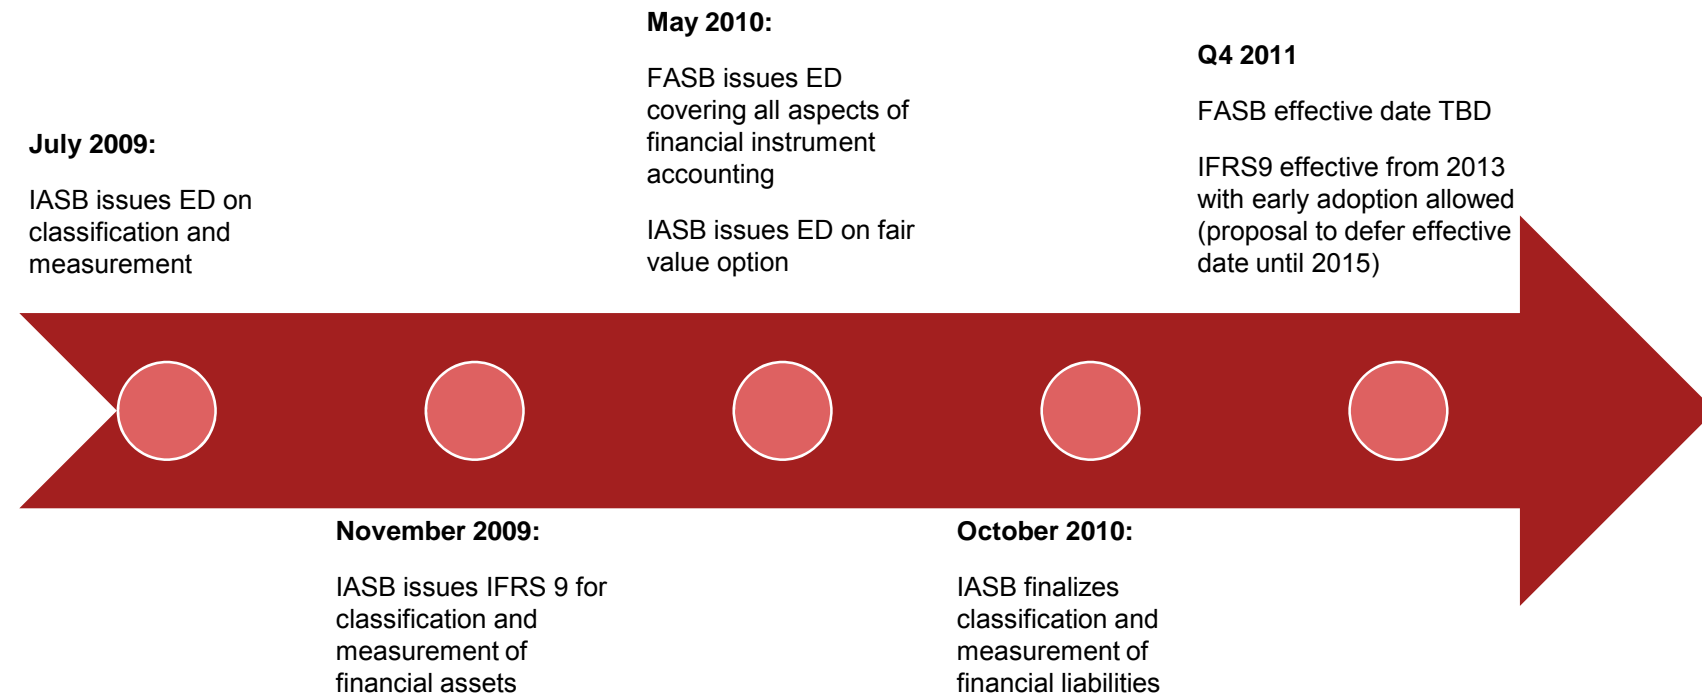 July 2009:
IASB issues ED on
classification and
measurement
November 2009:
IASB issues IFRS 9 for
classification and
measurement of
financial assets
May 2010:
FASB issues ED
covering all aspects of
financial instrument
accounting
IASB issues ED on fair
value option
October 2010:
IASB finalizes
classification and
measurement of
financial liabilities
Q4 2011
FASB effective date TBD
IFRS9 effective from 2013
with early adoption allowed
(proposal to defer effective
date until 2015)